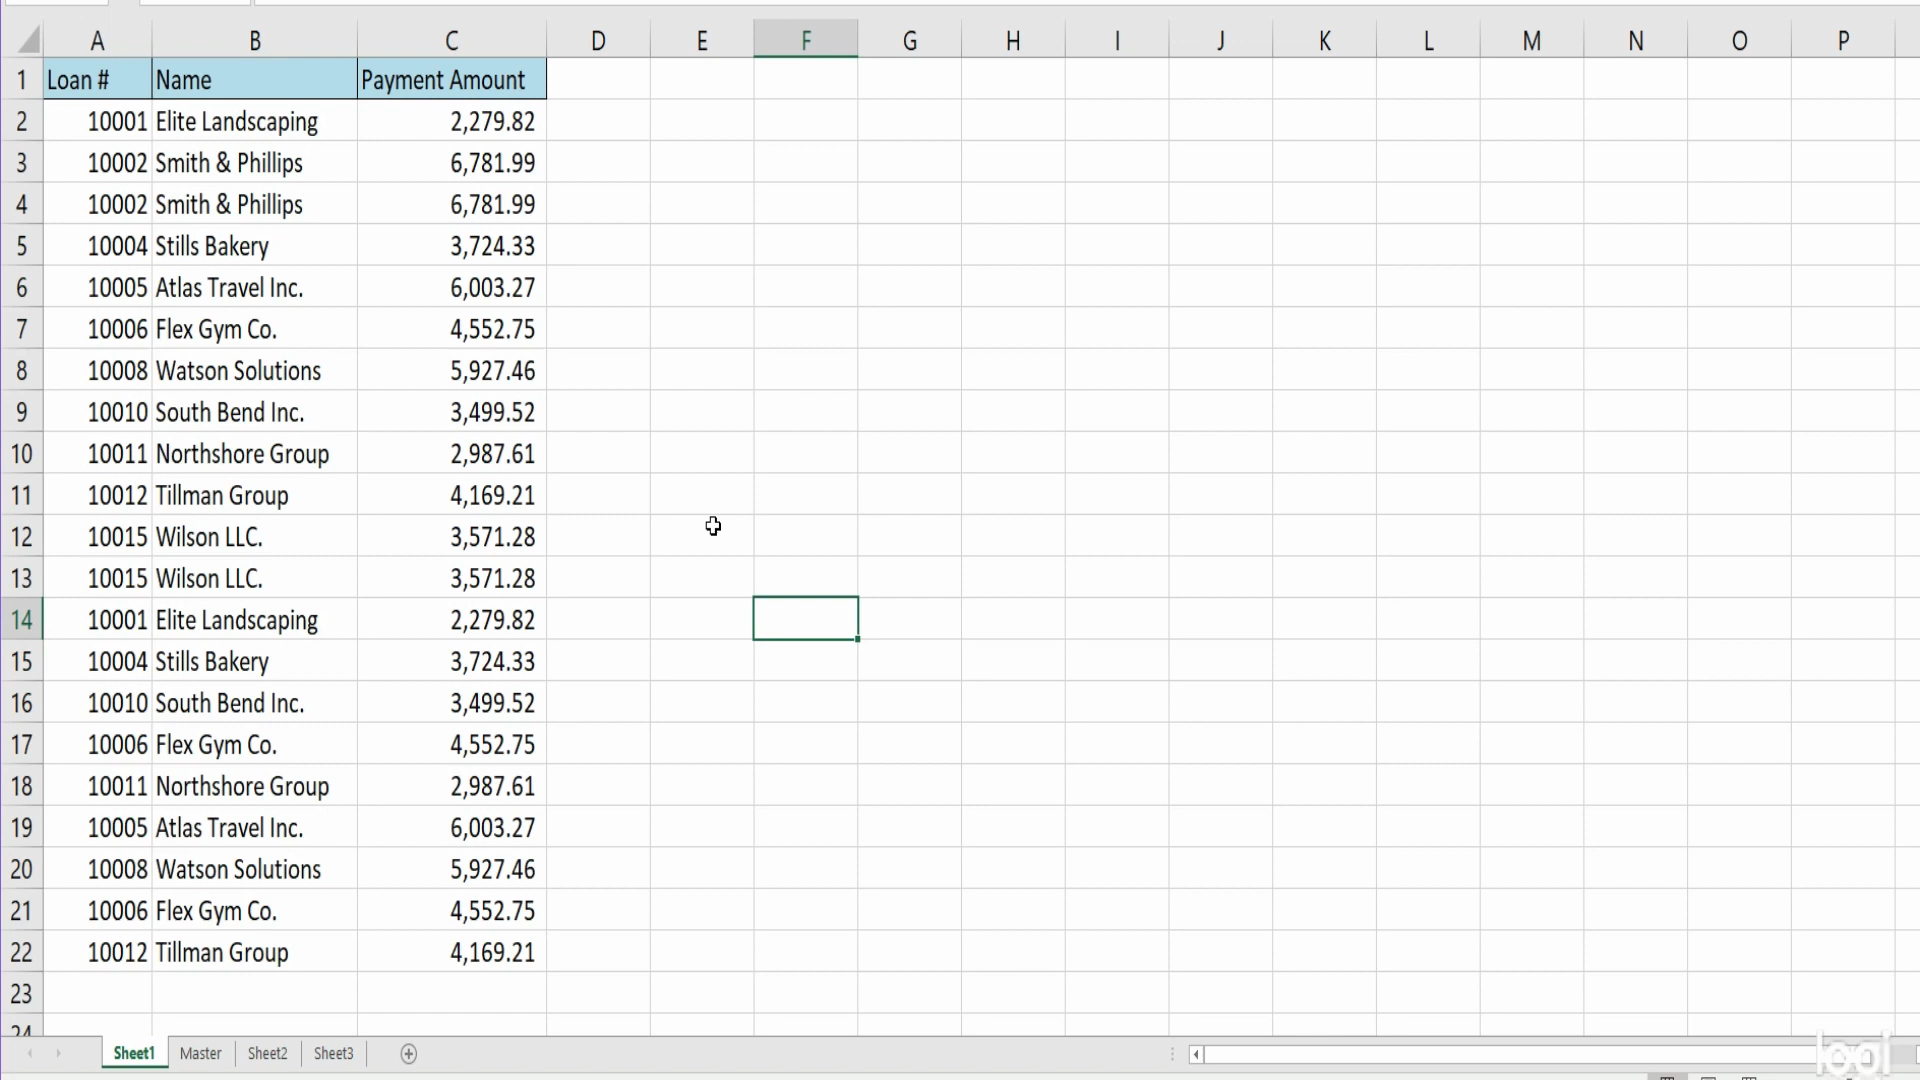 A B C D E F G H I J K L M N O P
1 Loan # Name Payment Amount
2 10001 Elite Landscaping 2,279.82
3 10002 Smith & Phillips 6,781.99
4 10002 Smith & Phillips 6,781.99
5 10004 Stills Bakery 3,724.33
6 10005 Atlas Travel Inc. 6,003.27
7 10006 Flex Gym Co. 4,552.75
8 10008 Watson Solutions 5,927.46
9 10010 South Bend Inc. 3,499.52
10 10011 Northshore Group 2,987.61
11 10012 Tillman Group 4,169.21
12 10015 Wilson LLC. 3,571.28
13 10015 Wilson LLC. 3,571.28
14 10001 Elite Landscaping 2,279.82
15 10004 Stills Bakery 3,724.33
16 10010 South Bend Inc. 3,499.52
17 10006 Flex Gym Co. 4,552.75
18 10011 Northshore Group 2,987.61
19 10005 Atlas Travel Inc. 6,003.27
20 10008 Watson Solutions 5,927.46
21 10006 Flex Gym Co. 4,552.75
22 10012 Tillman Group 4,169.21
23
24
Sheet1 Master Sheet2 Sheet3